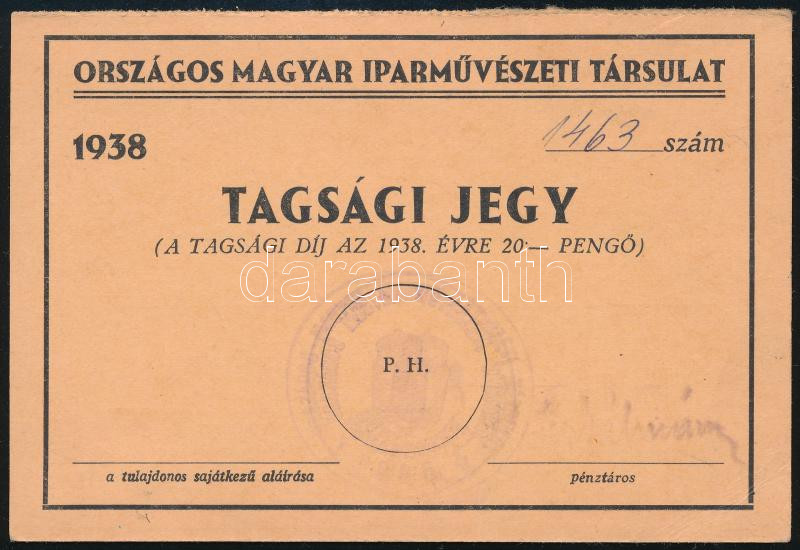 ORSZÁGOS MAGYAR IPARMŰVÉSZETI TÁRSULAT
1938
1463 szám
TAGSÁGI JEGY
(A TAGSÁGI DÍJ AZ 1938. ÉVRE 20·— PENGŐ)
darabanth
P. H.
a tulajdonos sajátkezű aláírása
pénztáros